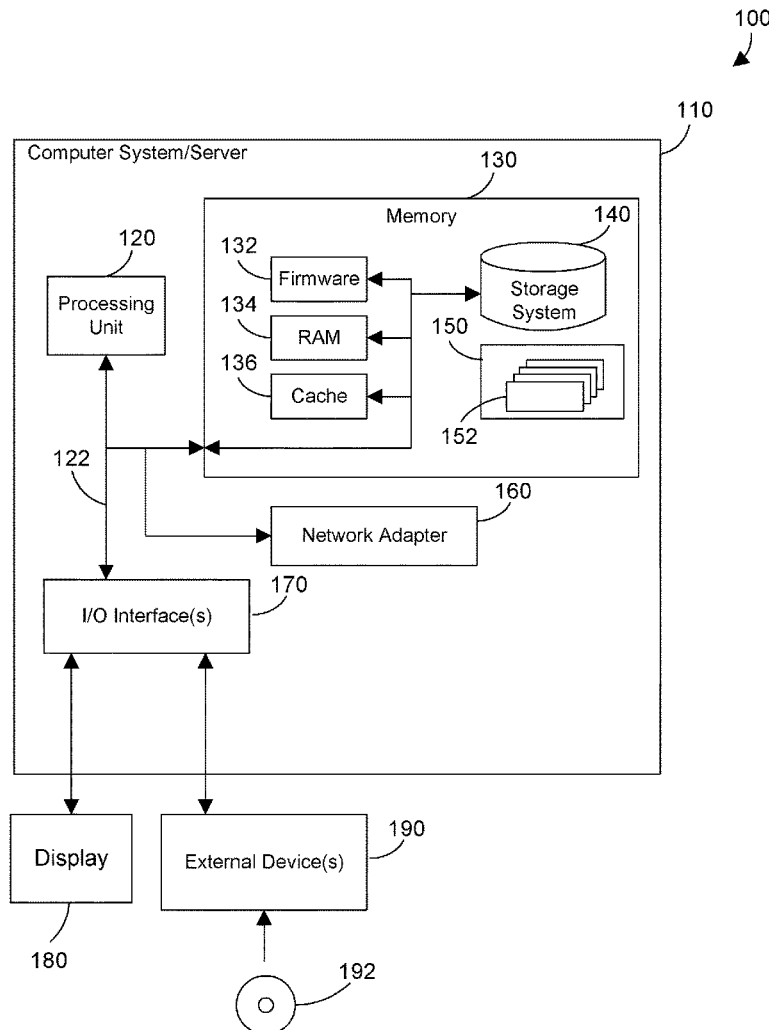 100
110
Computer System/Server
130
Memory
140
120
132
Firmware
Storage
System
Processing
Unit
134
RAM
150
136
Cache
152
122
160
Network Adapter
170
I/O Interface(s)
190
Display
External Device(s)
180
192